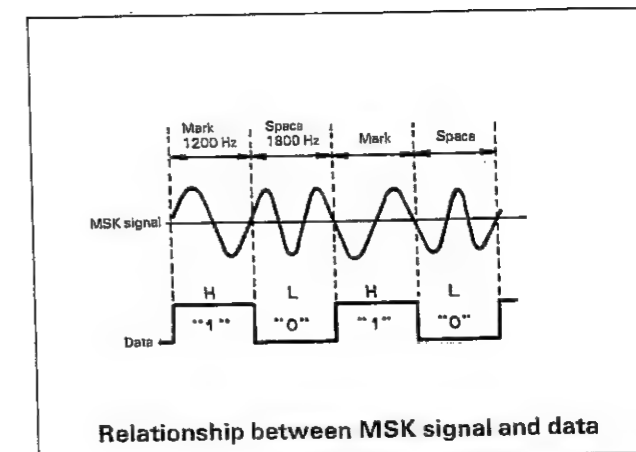 Mark Space
1200 Hz 1800 Hz Mark Space
MSK signal
H L H L
"1" "0" "1" "0"
Data
Relationship between MSK signal and data